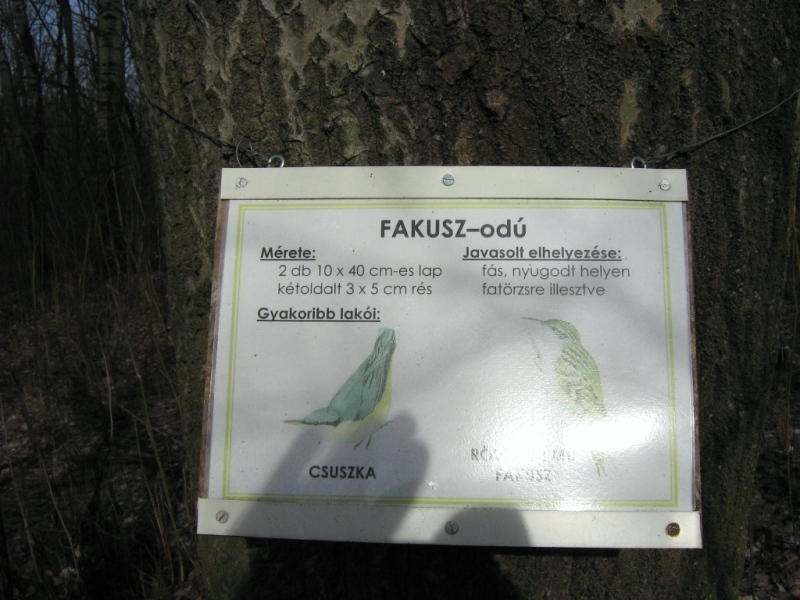 FAKUSZ–odú
Mérete:
2 db 10 x 40 cm-es lap
kétoldalt 3 x 5 cm rés
Javasolt elhelyezése:
fás, nyugodt helyen
fatörzsre illesztve
Gyakoribb lakói:
CSUSZKA
FAKUSZ